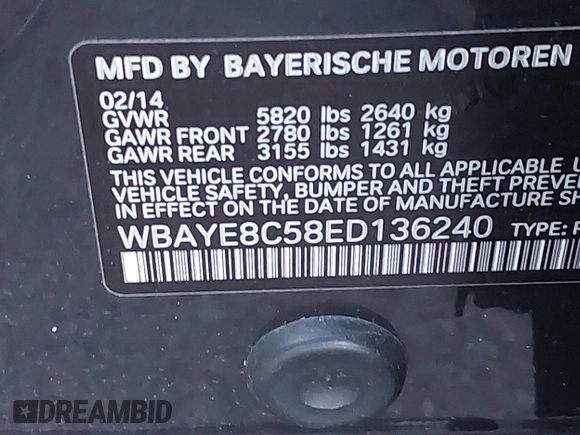 MFD BY BAYERISCHE MOTOREN
02/14
GVWR 5820 lbs 2640 kg
GAWR FRONT 2780 lbs 1261 kg
GAWR REAR 3155 lbs 1431 kg
THIS VEHICLE CONFORMS TO ALL APPLICABLE
VEHICLE SAFETY, BUMPER AND THEFT
IN EFFECT ON THE DATE OF MANUFACTURE
WBAYE8C58ED136240 TYPE:
DREAMBID